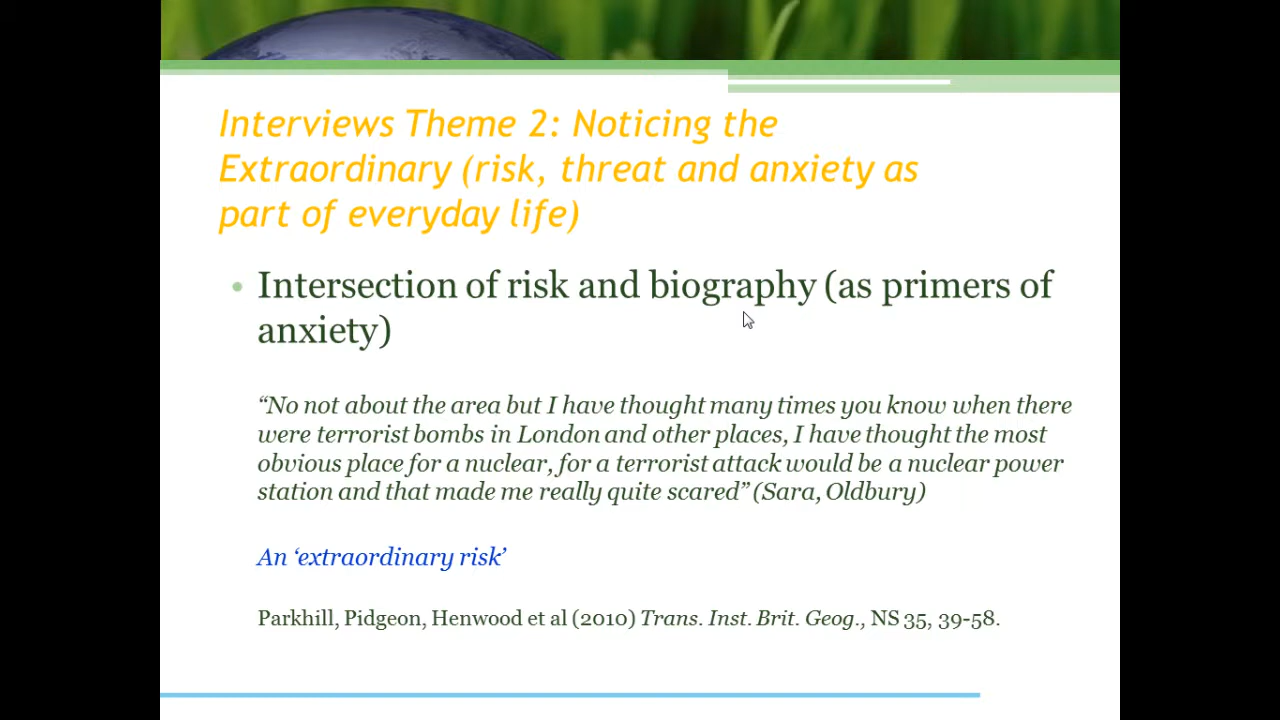 Interviews Theme 2: Noticing the
Extraordinary (risk, threat and anxiety as
part of everyday life)
• Intersection of risk and biography (as primers of
anxiety)
“No not about the area but I have thought many times you know when there
were terrorist bombs in London and other places, I have thought the most
obvious place for a nuclear, for a terrorist attack would be a nuclear power
station and that made me really quite scared” (Sara, Oldbury)
An ‘extraordinary risk’
Parkhill, Pidgeon, Henwood et al (2010) Trans. Inst. Brit. Geog., NS 35, 39-58.